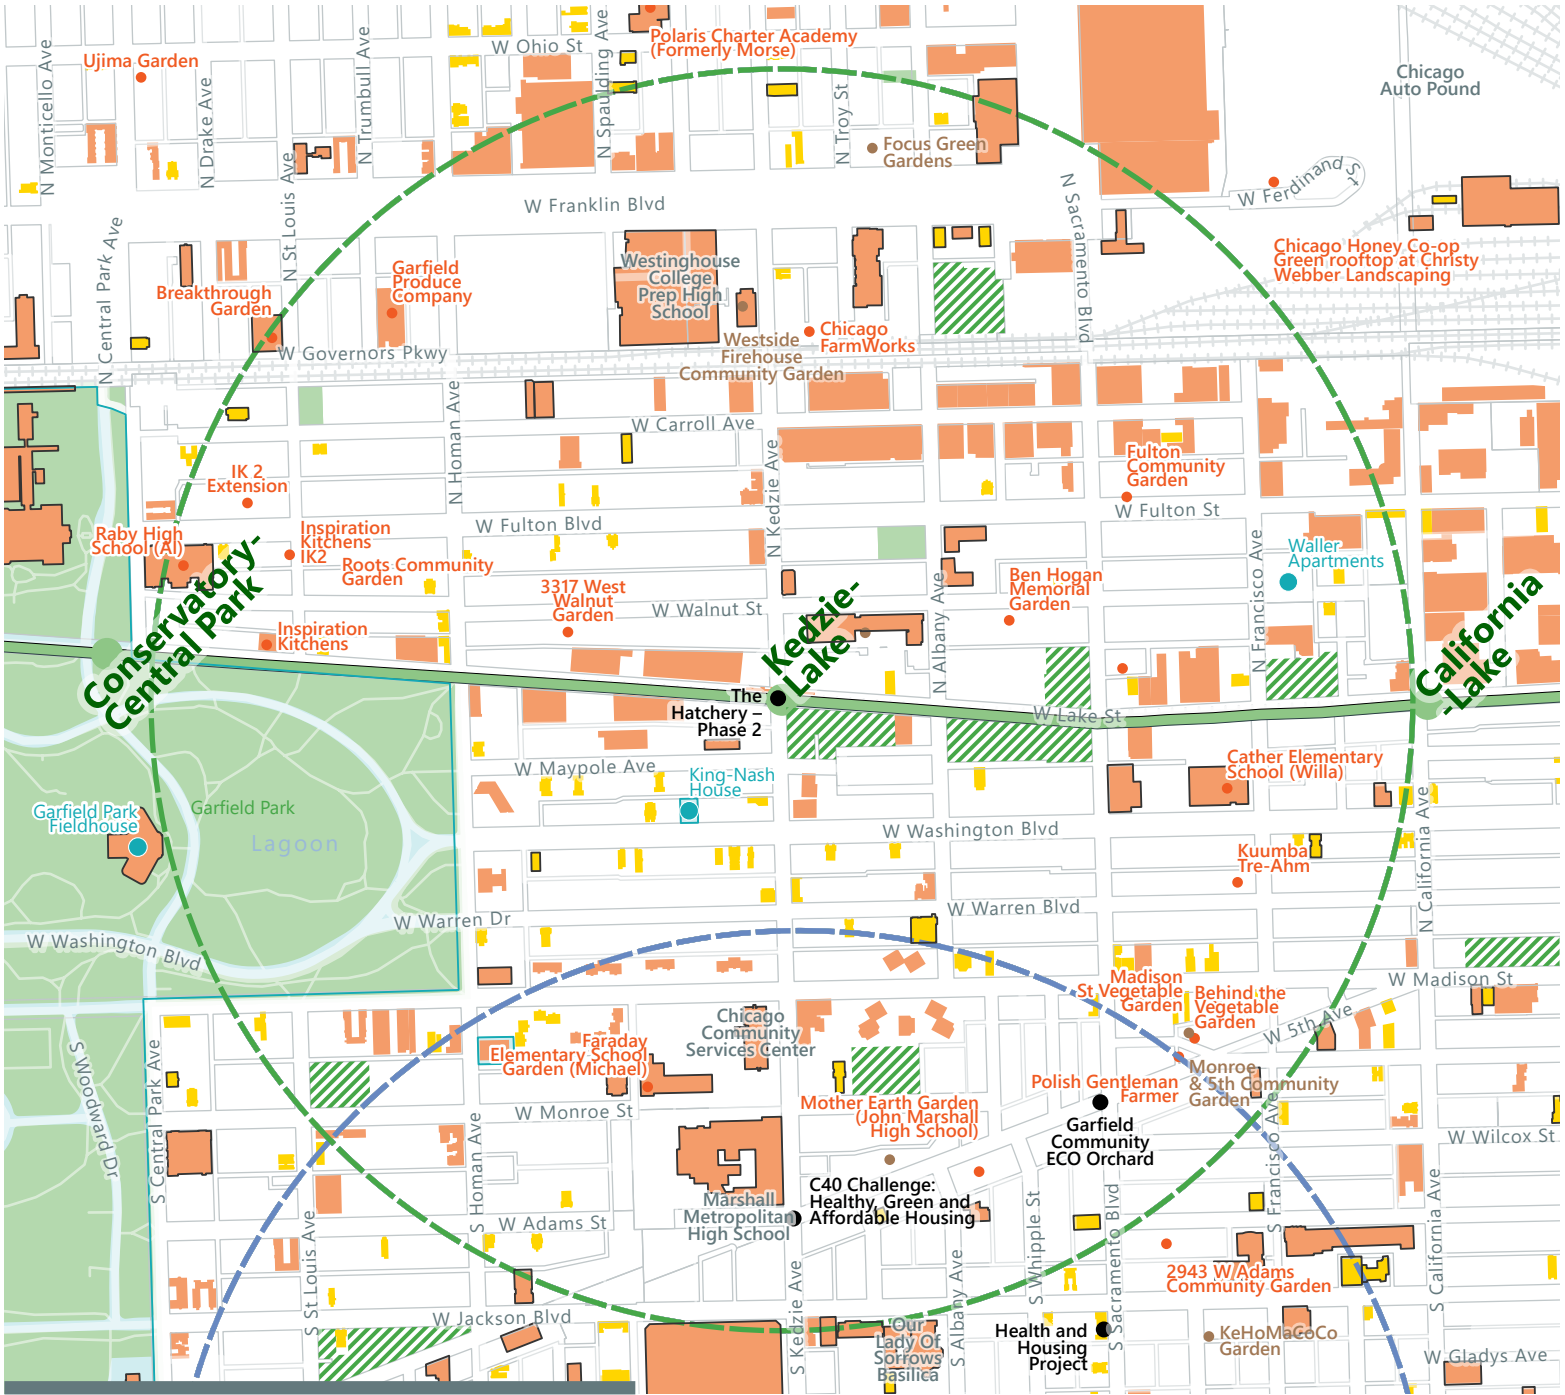 W Ohio St
N Spaulding Ave
Polaris Charter Academy
(Formerly Morse)
Ujima Garden
N Monticello Ave
N Drake Ave
N Trumbull Ave
N St Louis Ave
N Troy St
Focus Green
Gardens
Chicago
Auto Pound
W Ferdinand St
N Sacramento Blvd
W Franklin Blvd
N Central Park Ave
Chicago Honey Co-op
Green rooftop at Christy
Webber Landscaping
Westinghouse
College
Prep High
School
Garfield
Produce
Company
Breakthrough
Garden
W Governors Pkwy
Westside
Firehouse
Community Garden
Chicago
FarmWorks
W Carroll Ave
N Homan Ave
N Kedzie Ave
IK 2
Extension
Fulton
Community
Garden
W Fulton St
W Fulton Blvd
Raby High
School (Al)
Inspiration
Kitchens
IK2
Roots Community
Garden
3317 West
Walnut
Garden
W Walnut St
N Albany Ave
Ben Hogan
Memorial
Garden
N Francisco Ave
Waller
Apartments
Inspiration
Kitchens
Conservatory-
Central Park
Kedzie-
Lake
California
-Lake
The
Hatchery –
Phase 2
W Lake St
W Maypole Ave
King-Nash
House
Cather Elementary
School (Willa)
Garfield Park
Fieldhouse
Garfield Park
Lagoon
W Washington Blvd
Kuumba
Tre-Ahm
N California Ave
W Warren Dr
W Warren Blvd
W Washington Blvd
W Madison St
Madison
St Vegetable
Garden
Behind the
Vegetable
Garden
W 5th Ave
Chicago
Community
Services Center
Faraday
Elementary School
Garden (Michael)
S Woodward Dr
S Central Park Ave
Monroe
& 5th Community
Garden
Polish Gentleman
Farmer
Mother Earth Garden
(John Marshall
High School)
W Monroe St
S Homan Ave
Garfield
Community
ECO Orchard
W Wilcox St
S Francisco Ave
C40 Challenge:
Healthy, Green and
Affordable Housing
Marshall
Metropolitan
High School
W Adams St
S St Louis Ave
S Whipple St
S Sacramento Blvd
S California Ave
S Albany Ave
S Kedzie Ave
2943 W Adams
Community Garden
W Jackson Blvd
Our
Lady Of
Sorrows
Basilica
Health and
Housing
Project
KeHoMaCoCo
Garden
W Gladys Ave